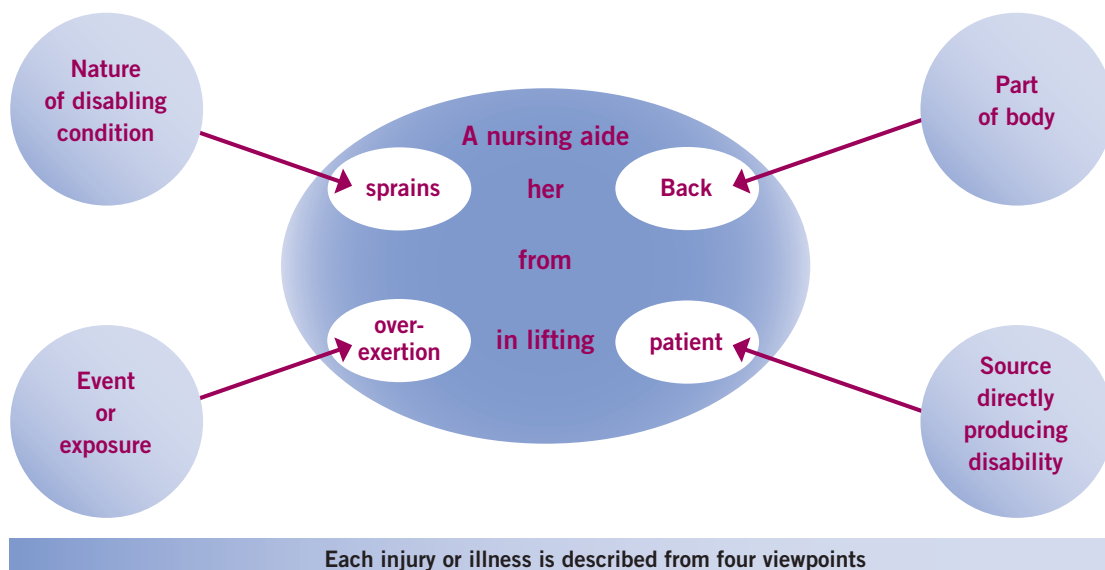 Nature
of disabling
condition
Part
of body
A nursing aide
sprains
her
Back
from
over-
exertion
in lifting
patient
Event
or
exposure
Source
directly
producing
disability
Each injury or illness is described from four viewpoints